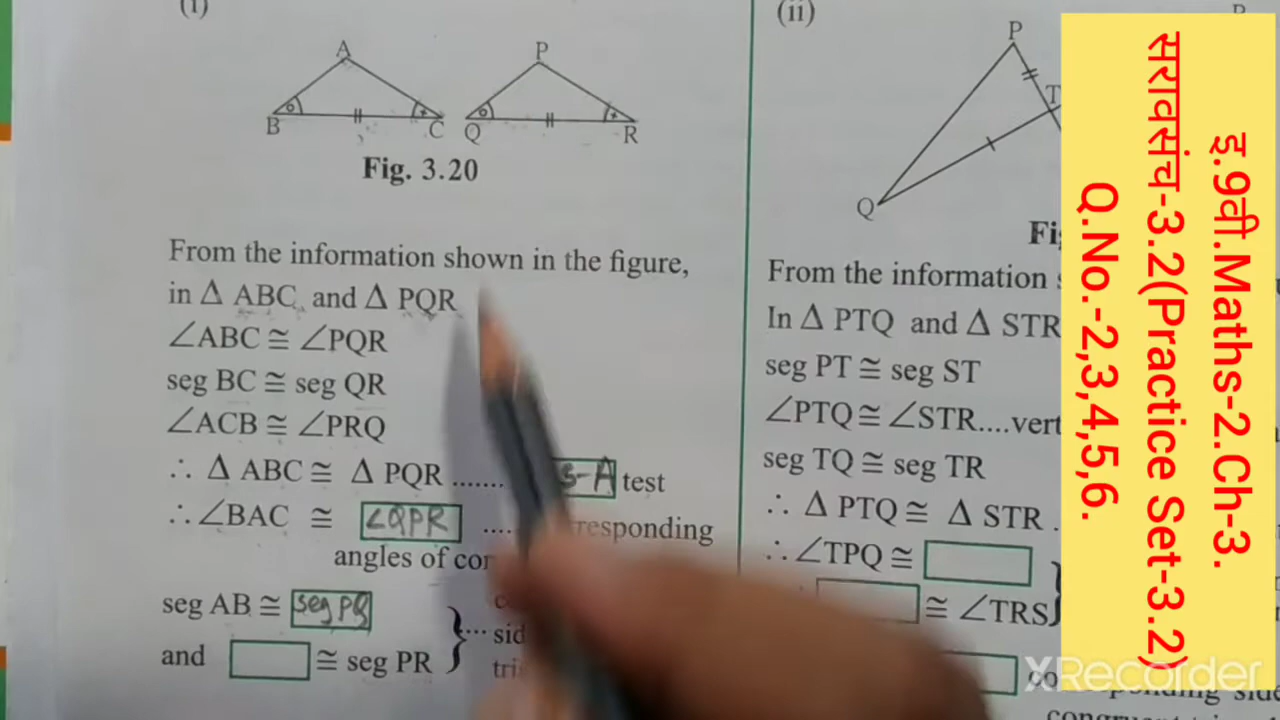 (i)
A
B
C
P
Q
R
Fig. 3.20
From the information shown in the figure,
in Δ ABC and Δ PQR
∠ABC ≅ ∠PQR
seg BC ≅ seg QR
∠ACB ≅ ∠PRQ
∴ Δ ABC ≅ Δ PQR ....... S-A test
∴ ∠BAC ≅ ∠QPR ....
angles of
seg AB ≅ seg PQ
and ≅ seg PR
(ii)
P
T
Q
From the information
In Δ PTQ and Δ STR
seg PT ≅ seg ST
∠PTQ ≅ ∠STR....
seg TQ ≅ seg TR
∴ Δ PTQ ≅ Δ STR .
∴ ∠TPQ ≅
≅ ∠TRS
इ.9वी.Maths-2.Ch-3.
सरावसंच-3.2(Practice Set-3.2)
Q.No.-2,3,4,5,6.
XRecorder